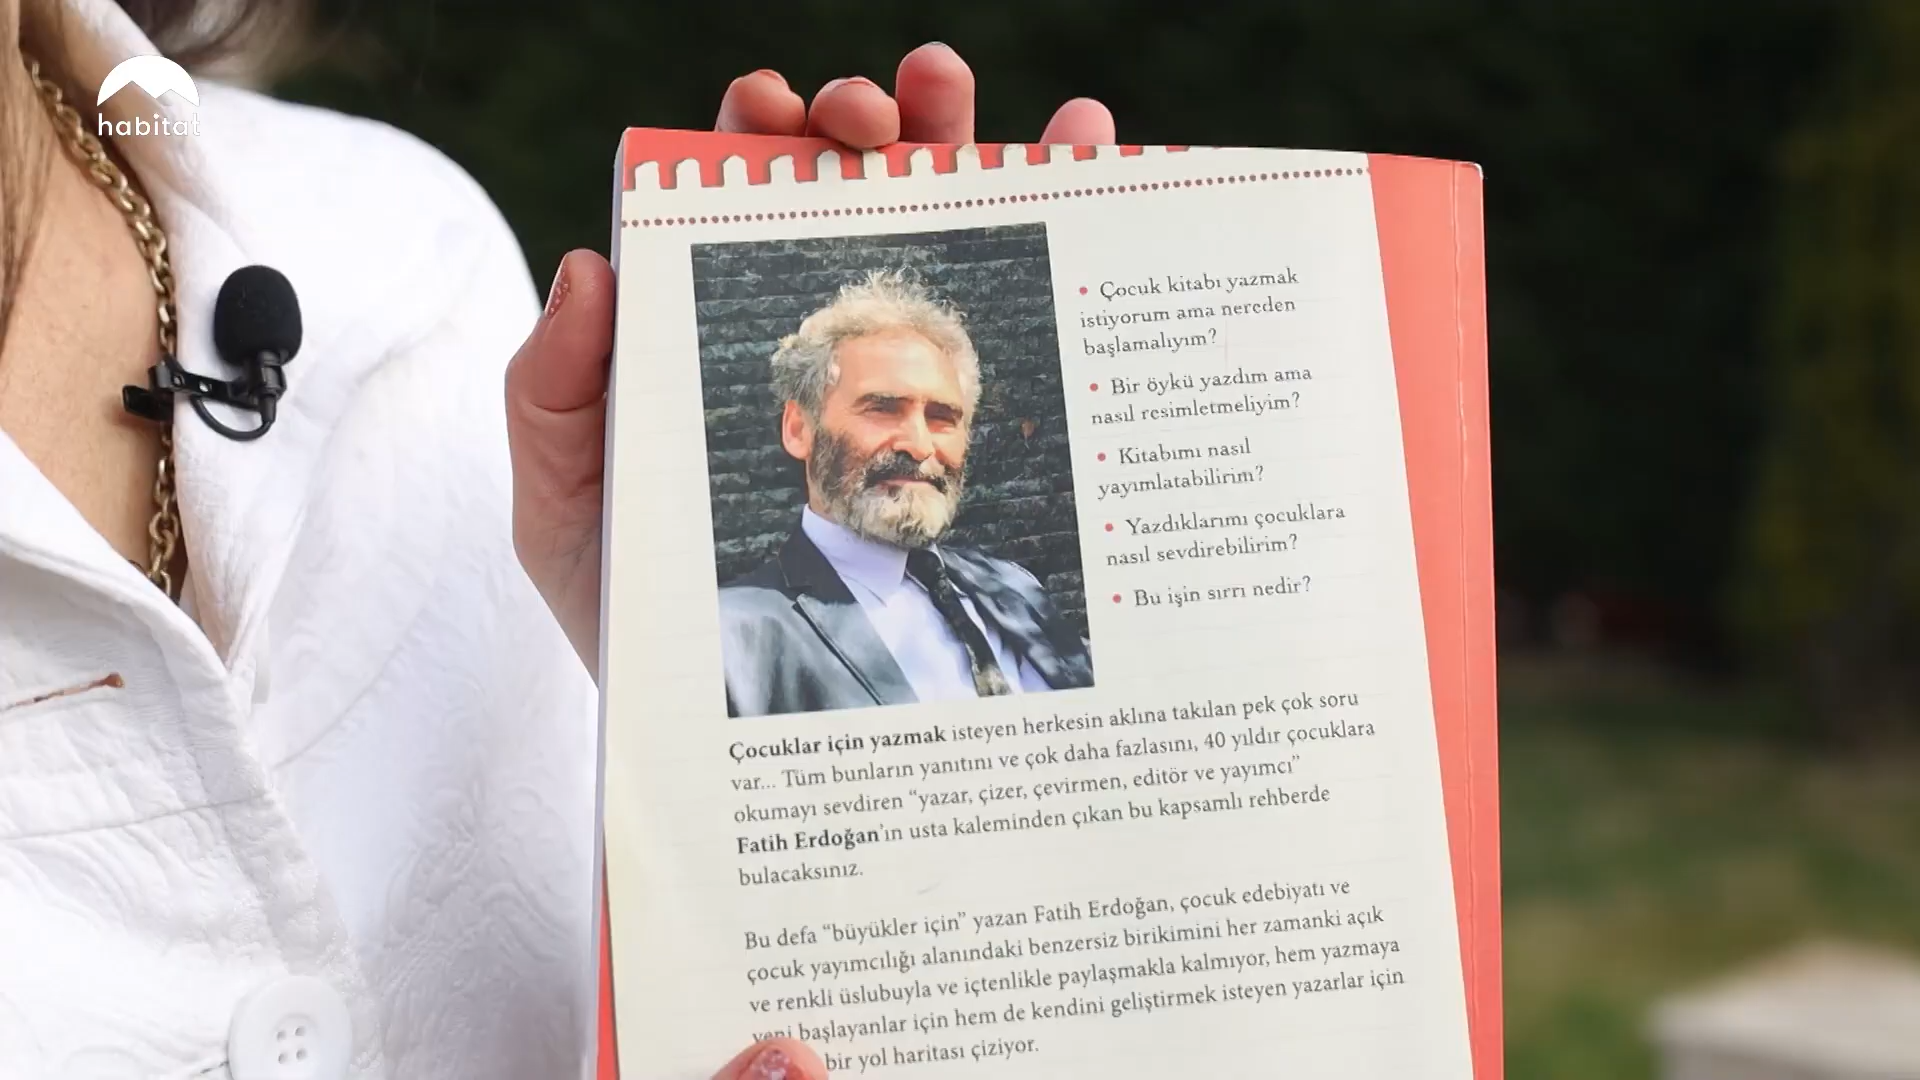 habitat
• Çocuk kitabı yazmak
istiyorum ama nereden
başlamalıyım?
• Bir öykü yazdım ama
nasıl resimletmeliyim?
• Kitabımı nasıl
yayımlatabilirim?
• Yazdıklarımı çocuklara
nasıl sevdirebilirim?
• Bu işin sırrı nedir?
Çocuklar için yazmak isteyen herkesin aklına takılan pek çok soru
var... Tüm bunların yanıtını ve çok daha fazlasını, 40 yıldır çocuklara
okumayı sevdiren “yazar, çizer, çevirmen, editör ve yayımcı”
Fatih Erdoğan'ın usta kaleminden çıkan bu kapsamlı rehberde
bulacaksınız.
Bu defa “büyükler için” yazan Fatih Erdoğan, çocuk edebiyatı ve
çocuk yayımcılığı alanındaki benzersiz birikimini her zamanki açık
ve renkli üslubuyla ve içtenlikle paylaşmakla kalmıyor, hem yazmaya
yeni başlayanlar için hem de kendini geliştirmek isteyen yazarlar için
bir yol haritası çiziyor.